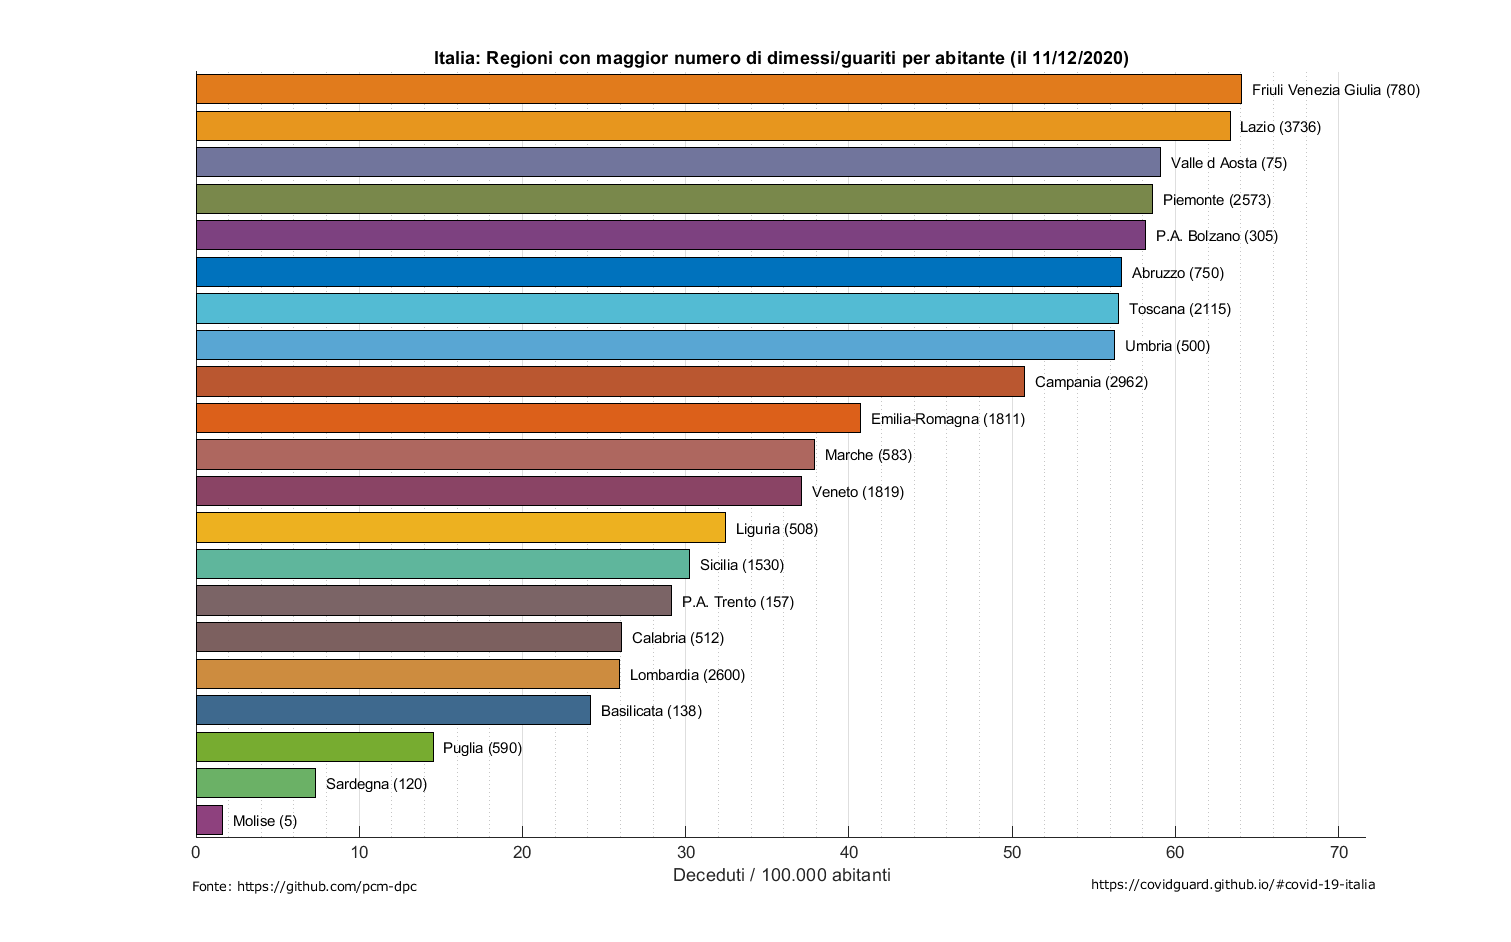 Italia: Regioni con maggior numero di dimessi/guariti per abitante (il 11/12/2020)
Friuli Venezia Giulia (780)
Lazio (3736)
Valle d Aosta (75)
Piemonte (2573)
P.A. Bolzano (305)
Abruzzo (750)
Toscana (2115)
Umbria (500)
Campania (2962)
Emilia-Romagna (1811)
Marche (583)
Veneto (1819)
Liguria (508)
Sicilia (1530)
P.A. Trento (157)
Calabria (512)
Lombardia (2600)
Basilicata (138)
Puglia (590)
Sardegna (120)
Molise (5)
0 10 20 30 40 50 60 70
Deceduti / 100.000 abitanti
Fonte: https://github.com/pcm-dpc
https://covidguard.github.io/#covid-19-italia